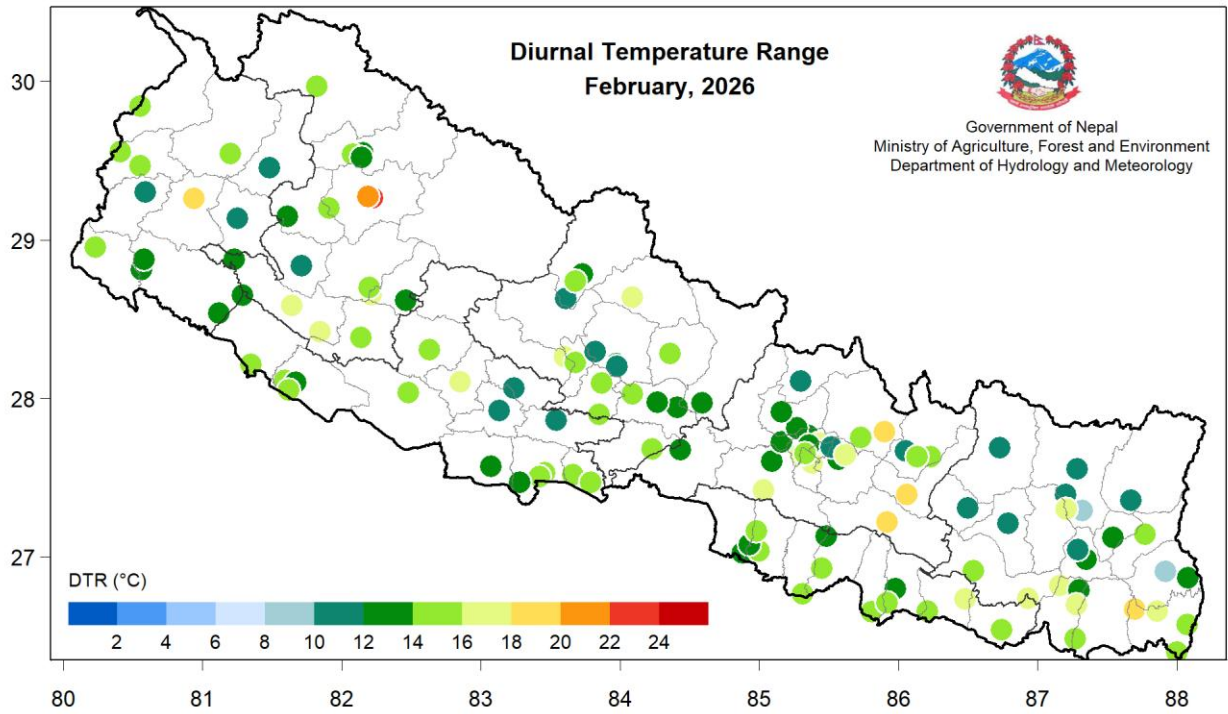 Diurnal Temperature Range
February, 2026
Government of Nepal
Ministry of Agriculture, Forest and Environment
Department of Hydrology and Meteorology
30
29
28
27
DTR (°C)
2 4 6 8 10 12 14 16 18 20 22 24
80 81 82 83 84 85 86 87 88